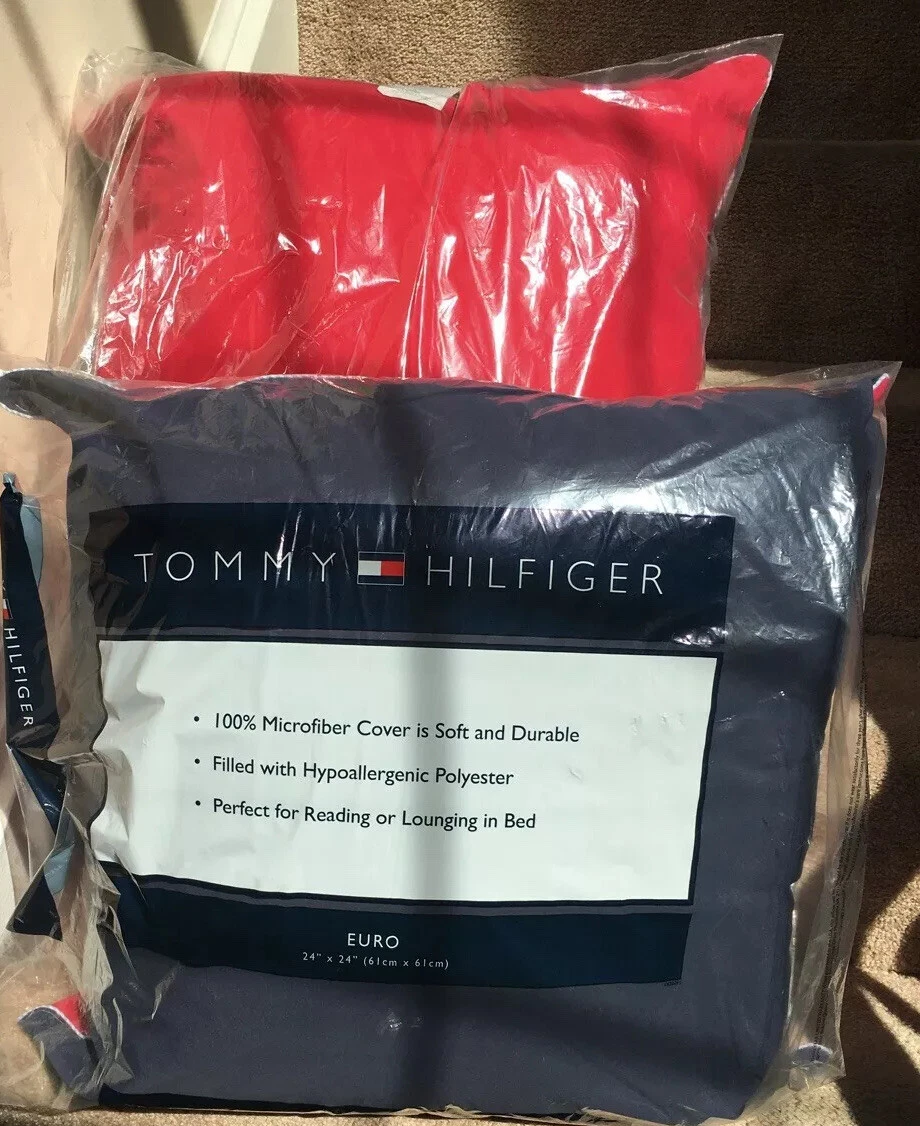 TOMMY HILFIGER
• 100% Microfiber Cover is Soft and Durable
• Filled with Hypoallergenic Polyester
• Perfect for Reading or Lounging in Bed
EURO
24" x 24" (61cm x 61cm)
HILFIGER